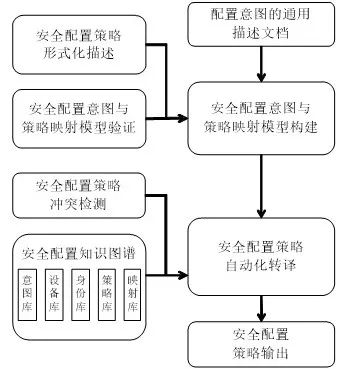 安全配置策略
形式化描述
配置意图的通用
描述文档
安全配置意图与
策略映射模型验证
安全配置意图与
策略映射模型构建
安全配置策略
冲突检测
安全配置知识图谱
意图库
设备库
身份库
策略库
映射库
安全配置策略
自动化转译
安全配置
策略输出